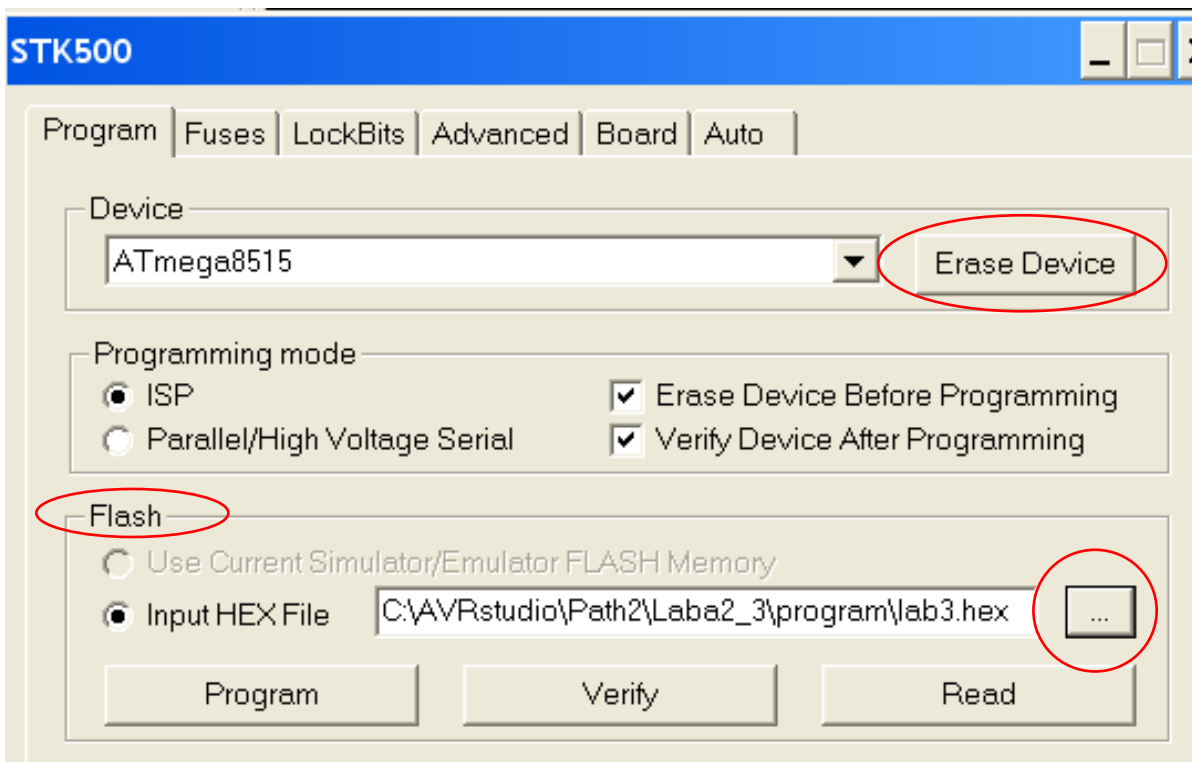 STK500
Program Fuses LockBits Advanced Board Auto
Device
ATmega8515 Erase Device
Programming mode
ISP Erase Device Before Programming
Parallel/High Voltage Serial Verify Device After Programming
Flash
Use Current Simulator/Emulator FLASH Memory
Input HEX File C:\AVRstudio\Path2\Laba2_3\program\lab3.hex ...
Program Verify Read